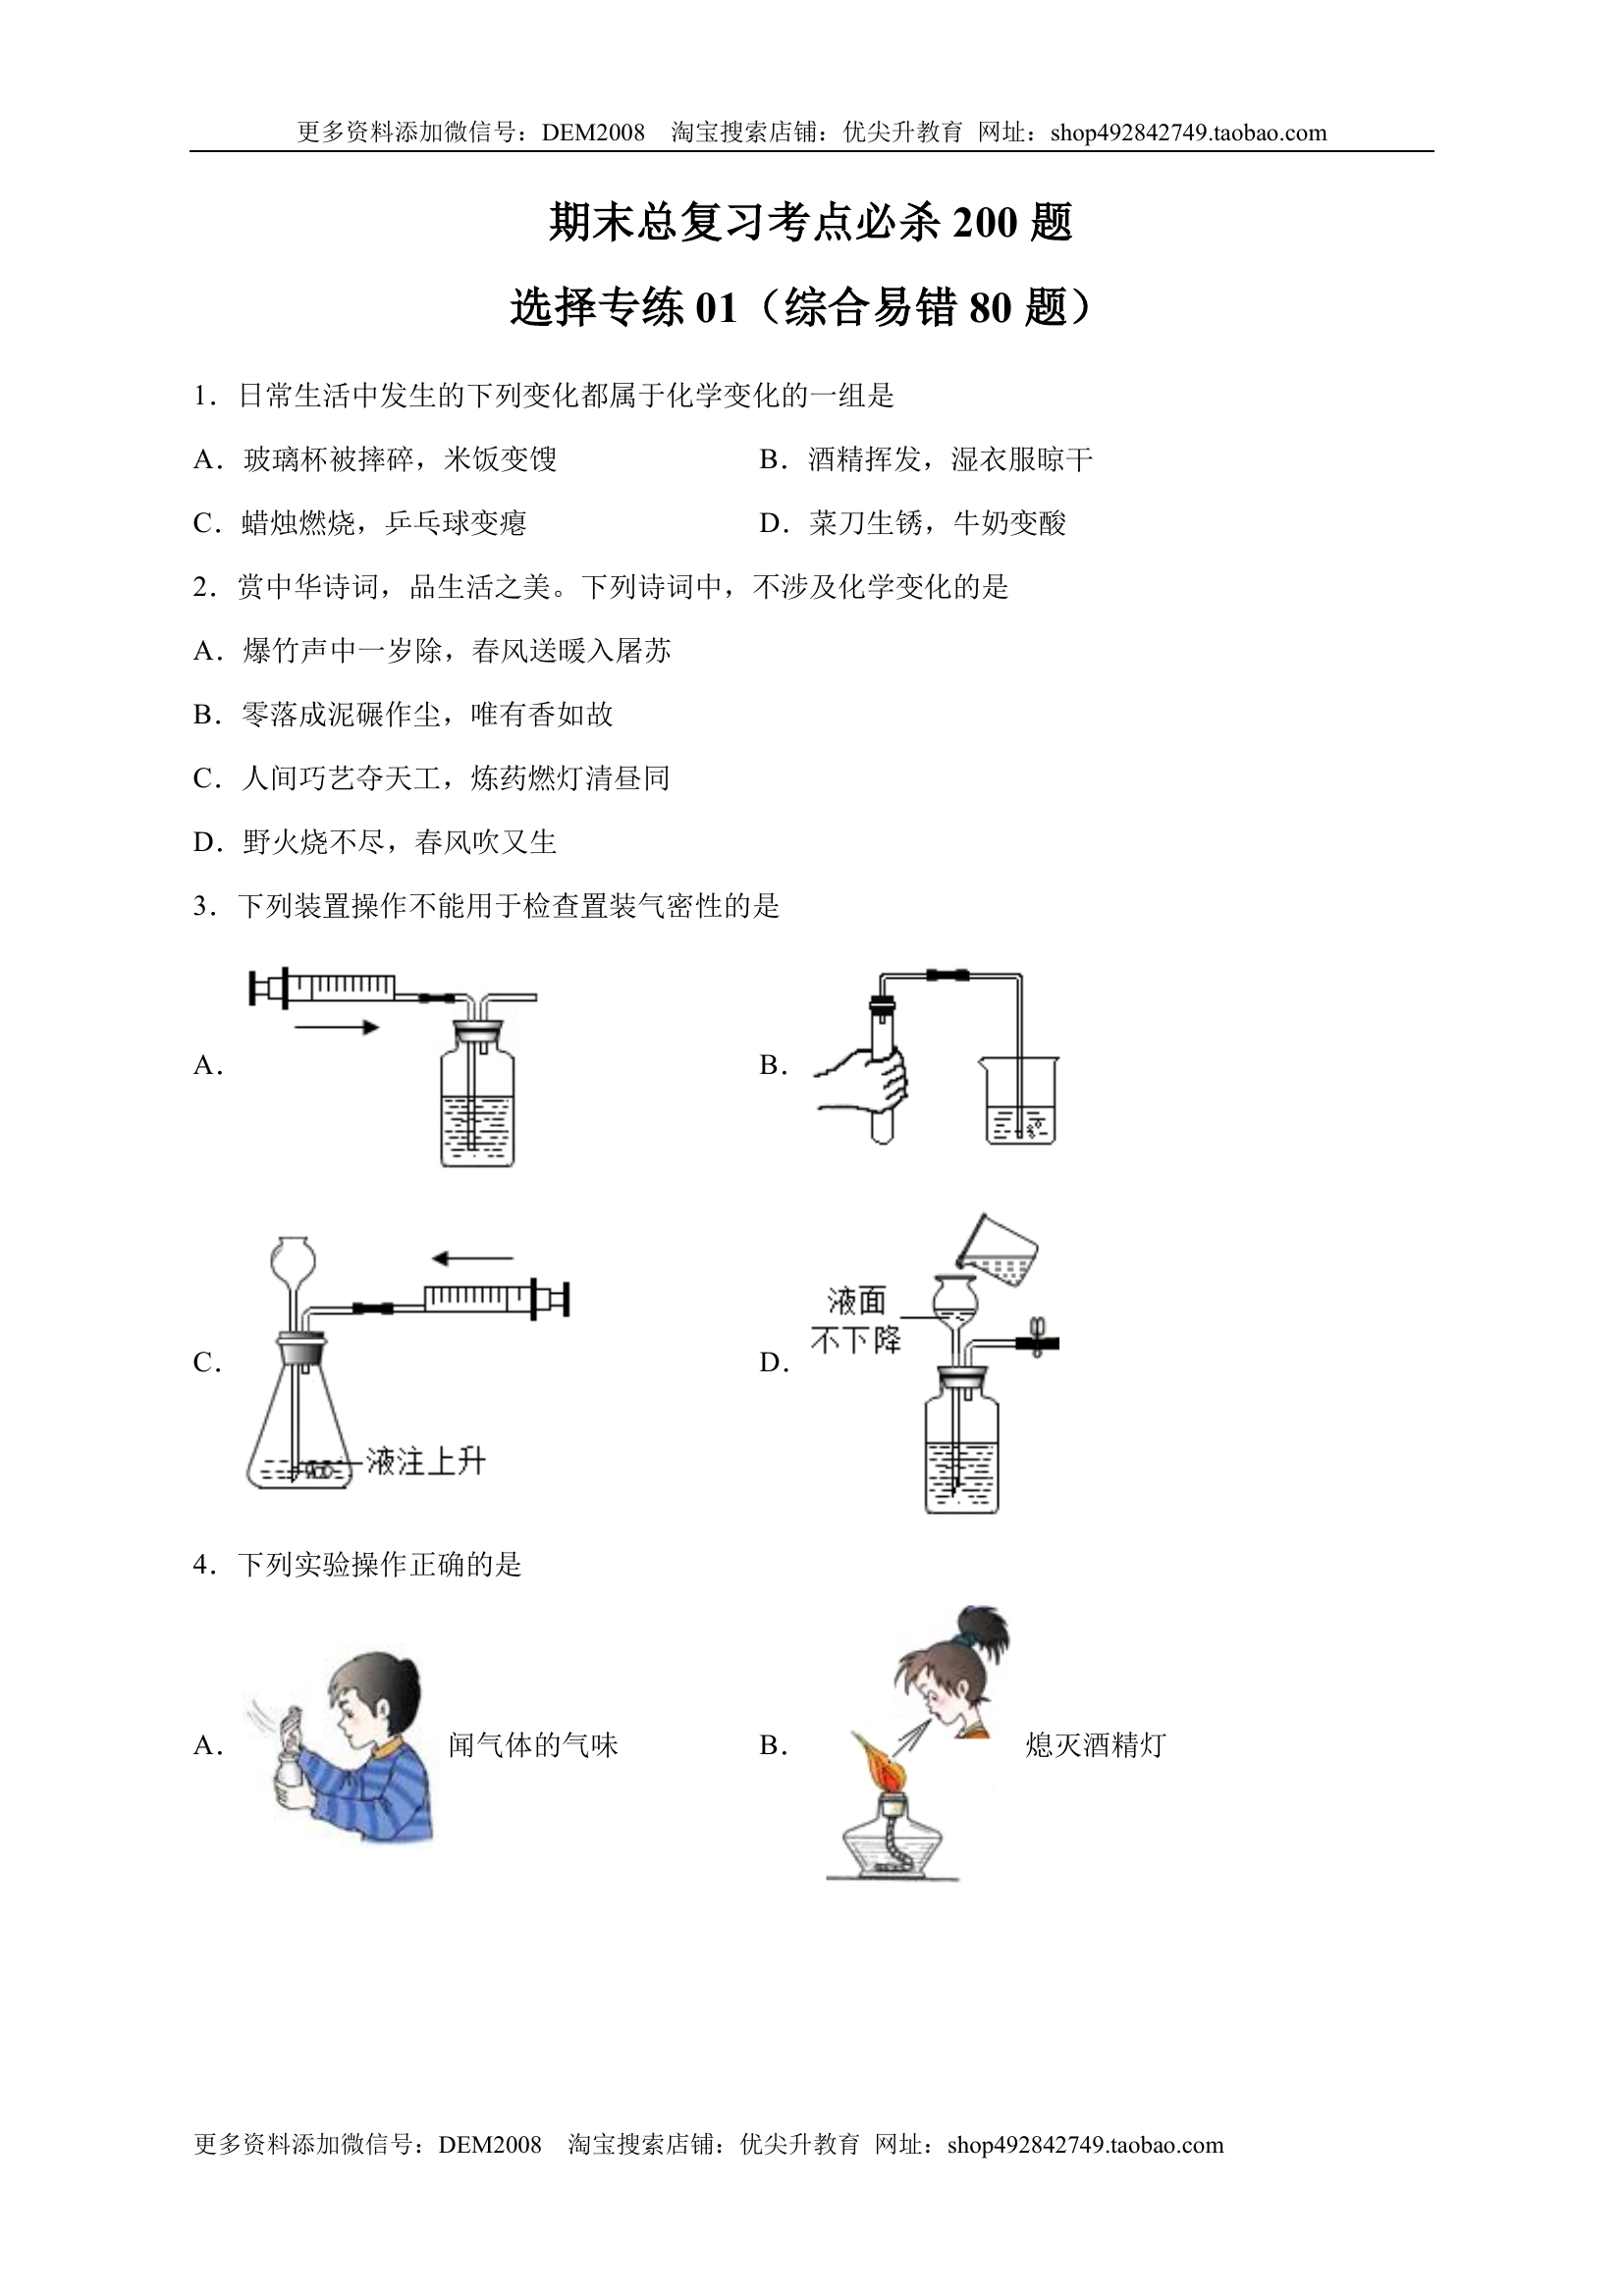 更多资料添加微信号：DEM2008 淘宝搜索店铺：优尖升教育 网址：shop492842749.taobao.com
期末总复习考点必杀 200 题
选择专练 01（综合易错 80 题）
1．日常生活中发生的下列变化都属于化学变化的一组是
A．玻璃杯被摔碎，米饭变馊 B．酒精挥发，湿衣服晾干
C．蜡烛燃烧，乒乓球变瘪 D．菜刀生锈，牛奶变酸
2．赏中华诗词，品生活之美。下列诗词中，不涉及化学变化的是
A．爆竹声中一岁除，春风送暖入屠苏
B．零落成泥碾作尘，唯有香如故
C．人间巧艺夺天工，炼药燃灯清昼同
D．野火烧不尽，春风吹又生
3．下列装置操作不能用于检查置装气密性的是
A． B．
液面
不下降
C． D．
液注上升
4．下列实验操作正确的是
A． 闻气体的气味 B． 熄灭酒精灯
更多资料添加微信号：DEM2008 淘宝搜索店铺：优尖升教育 网址：shop492842749.taobao.com